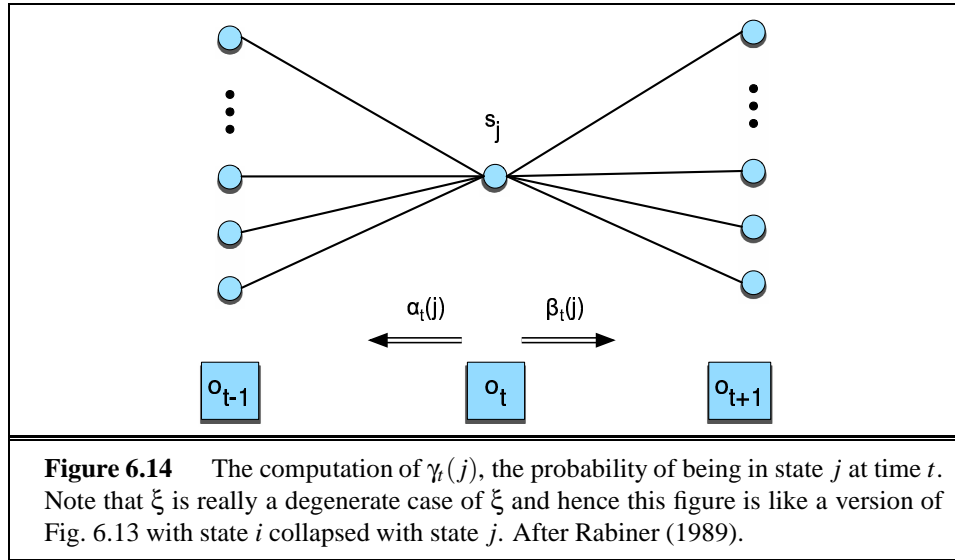 s_j
α_t(j) β_t(j)
o_{t-1} o_t o_{t+1}
Figure 6.14 The computation of γ_t(j), the probability of being in state j at time t.
Note that ξ is really a degenerate case of ξ and hence this figure is like a version of
Fig. 6.13 with state i collapsed with state j. After Rabiner (1989).